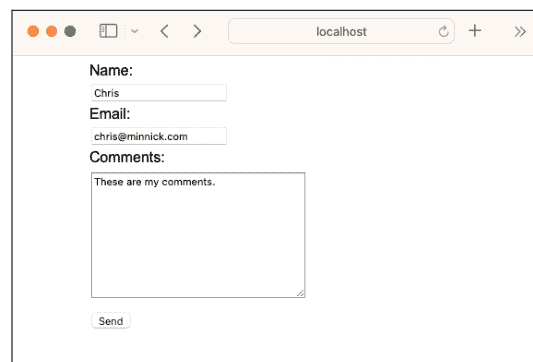 localhost
Name:
Chris
Email:
chris@minnick.com
Comments:
These are my comments.
Send